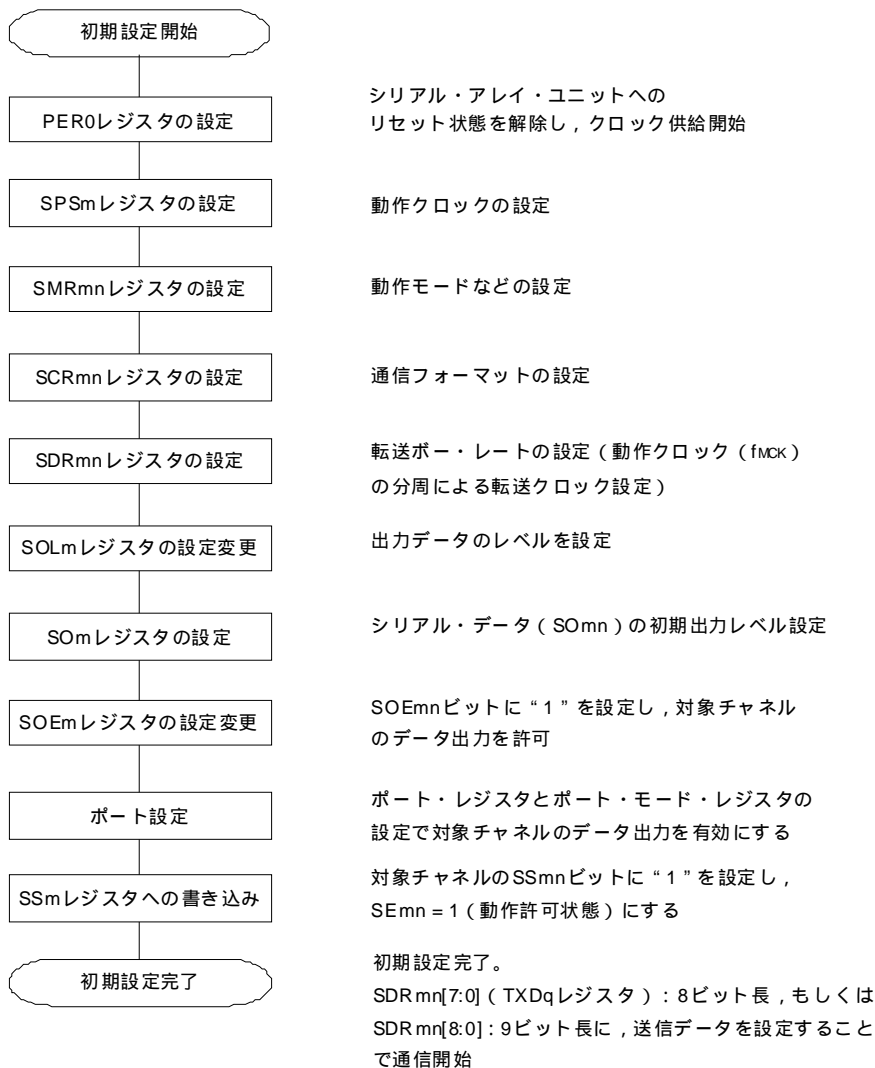 初期設定開始
PER0レジスタの設定
シリアル・アレイ・ユニットへの
リセット状態を解除し，クロック供給開始
SPSmレジスタの設定
動作クロックの設定
SMRmnレジスタの設定
動作モードなどの設定
SCRmnレジスタの設定
通信フォーマットの設定
SDRmnレジスタの設定
転送ボー・レートの設定（動作クロック（fMCK）
の分周による転送クロック設定）
SOLmレジスタの設定変更
出力データのレベルを設定
SOmレジスタの設定
シリアル・データ（SOmn）の初期出力レベル設定
SOEmレジスタの設定変更
SOEmnビットに“1”を設定し，対象チャネル
のデータ出力を許可
ポート設定
ポート・レジスタとポート・モード・レジスタの
設定で対象チャネルのデータ出力を有効にする
SSmレジスタへの書き込み
対象チャネルのSSmnビットに“1”を設定し，
SEmn = 1（動作許可状態）にする
初期設定完了
初期設定完了。
SDRmn[7:0]（TXDqレジスタ）：8ビット長，もしくは
SDRmn[8:0]：9ビット長に，送信データを設定すること
で通信開始